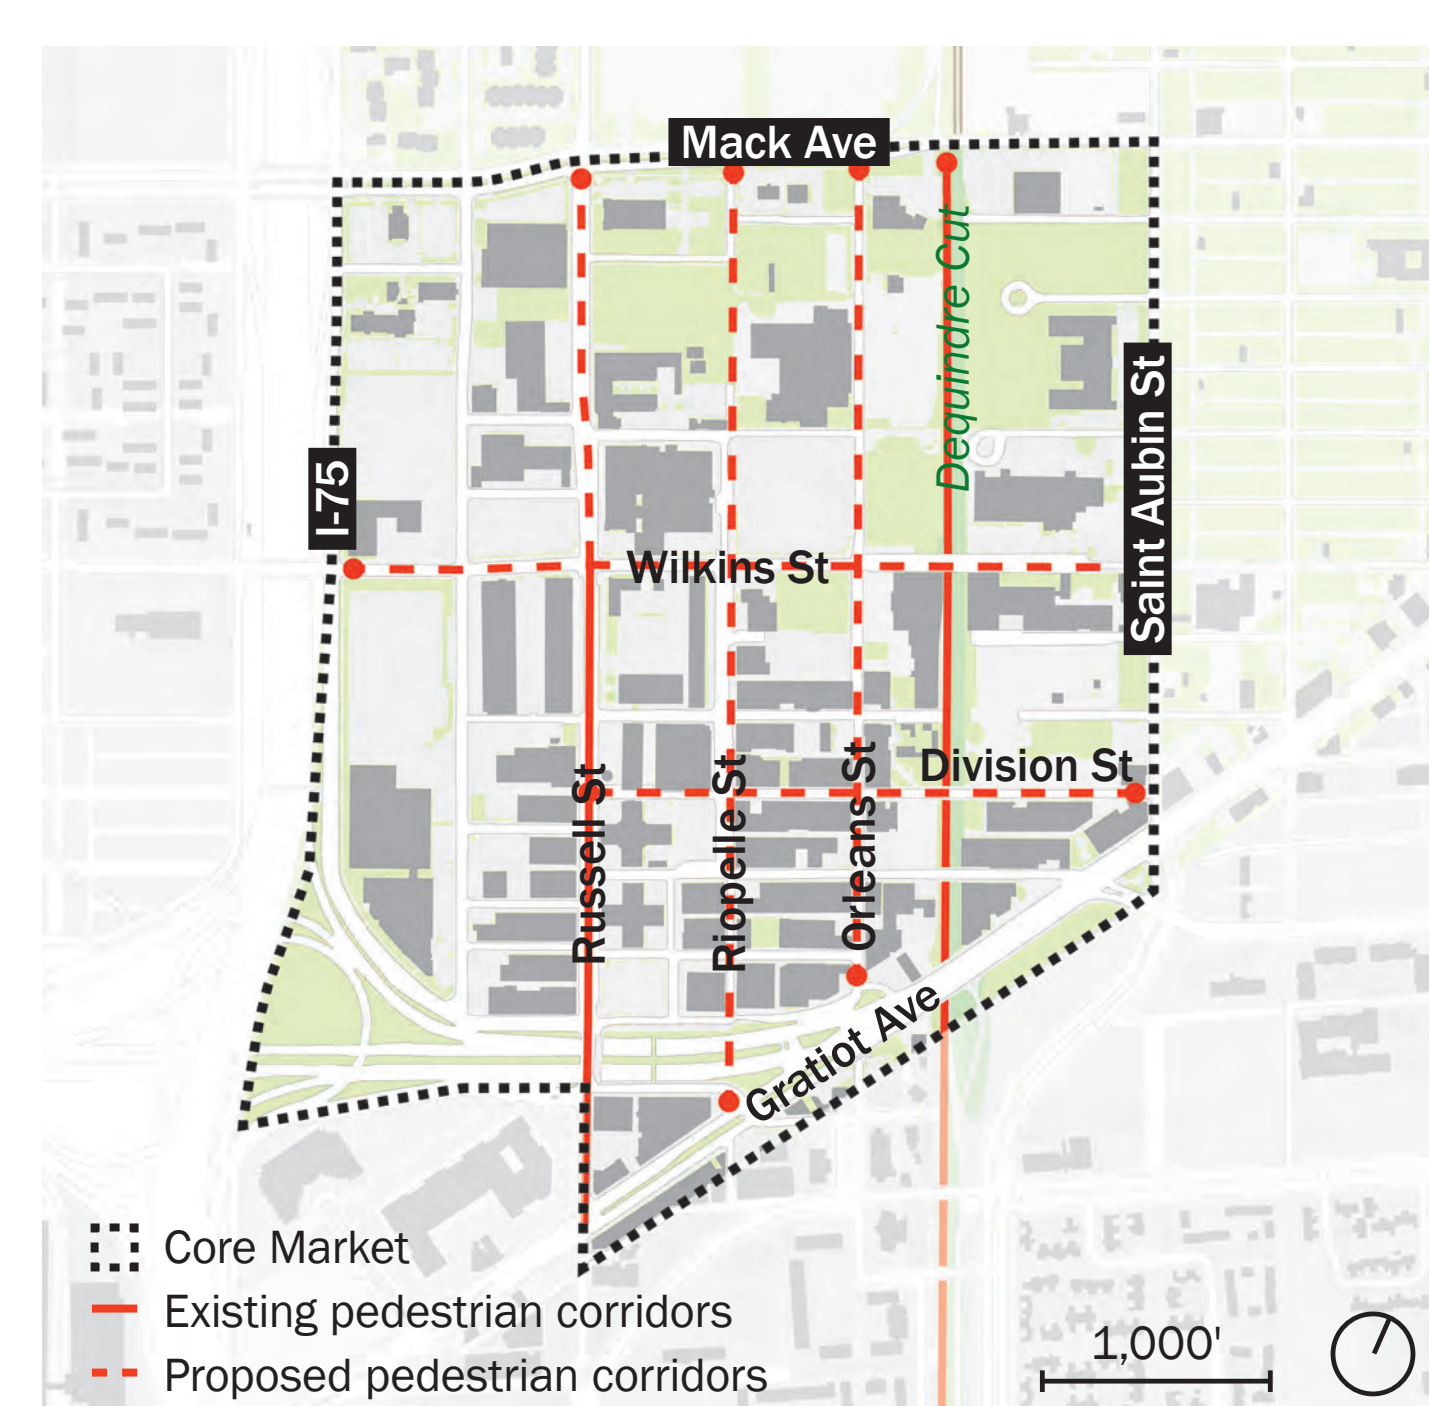 Mack Ave
Dequindre Cut
Saint Aubin St
I-75
Wilkins St
Division St
Russell St
Riopelle St
Orleans St
Gratiot Ave
Core Market
Existing pedestrian corridors
Proposed pedestrian corridors
1,000'